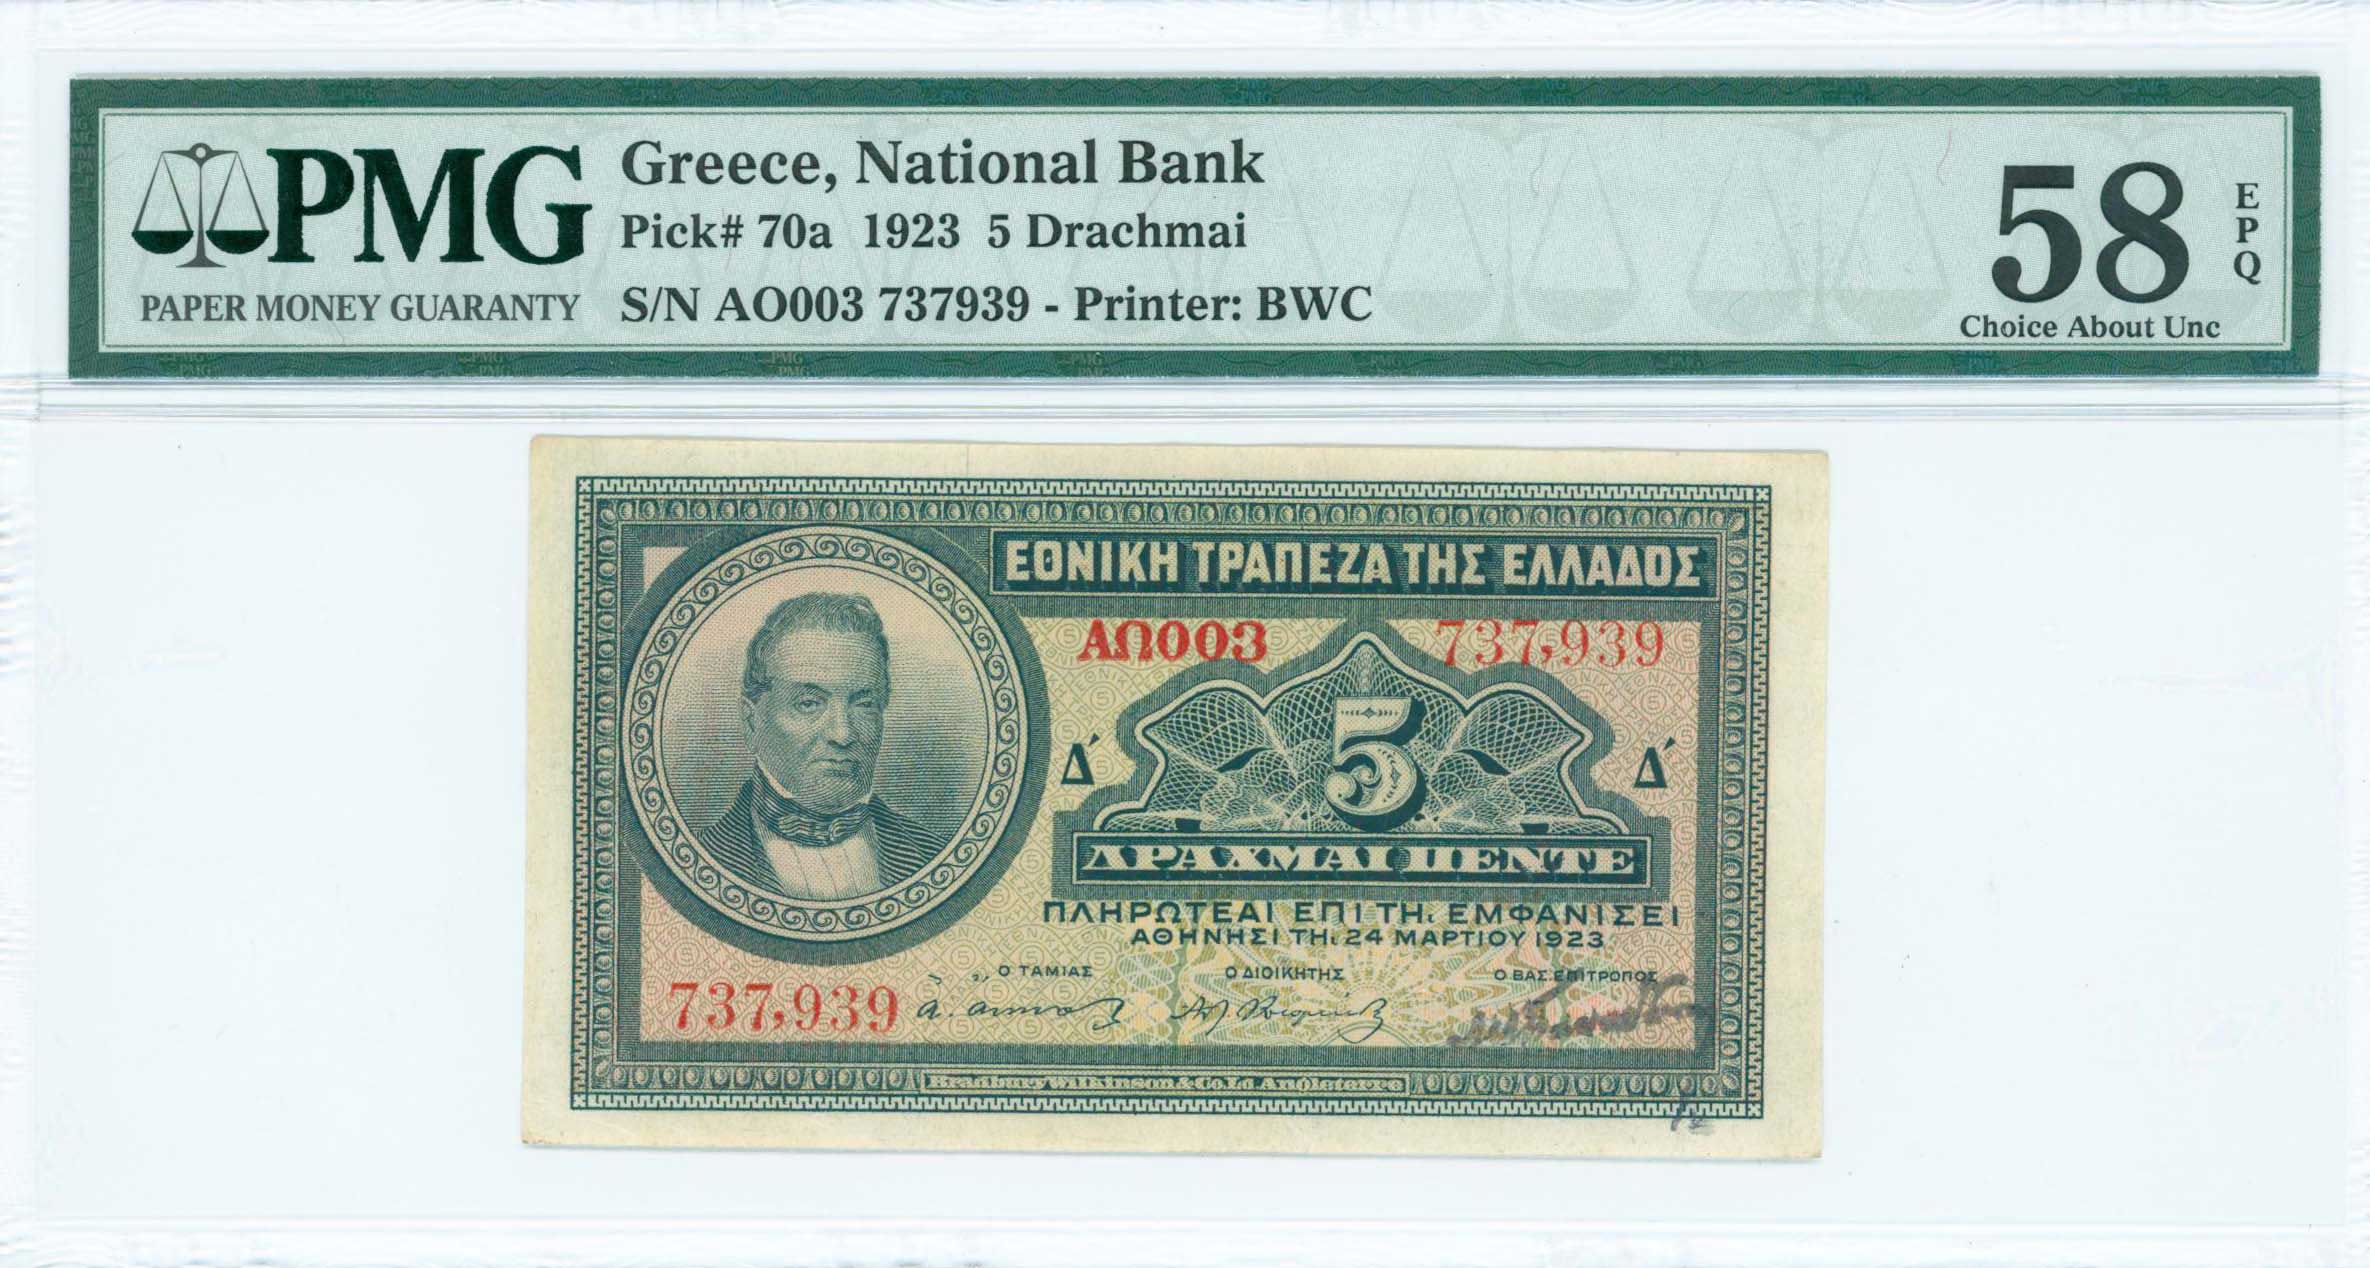 PMG
PAPER MONEY GUARANTY
Greece, National Bank
Pick# 70a 1923 5 Drachmai
S/N AO003 737939 - Printer: BWC
58
EPQ
Choice About Unc
ΕΘΝΙΚΗ ΤΡΑΠΕΖΑ ΤΗΣ ΕΛΛΑΔΟΣ
ΑΩ003 737,939
Δ΄ 5 Δ΄
ΔΡΑΧΜΑΙ ΠΕΝΤΕ
ΠΛΗΡΩΤΕΑΙ ΕΠΙ ΤΗι ΕΜΦΑΝΙΣΕΙ
ΑΘΗΝΗΣΙ ΤΗι 24 ΜΑΡΤΙΟΥ 1923
Ο ΤΑΜΙΑΣ Ο ΔΙΟΙΚΗΤΗΣ Ο ΒΑΣ. ΕΠΙΤΡΟΠΟΣ
737,939
Bradbury Wilkinson & Co. Ld. Angleterre